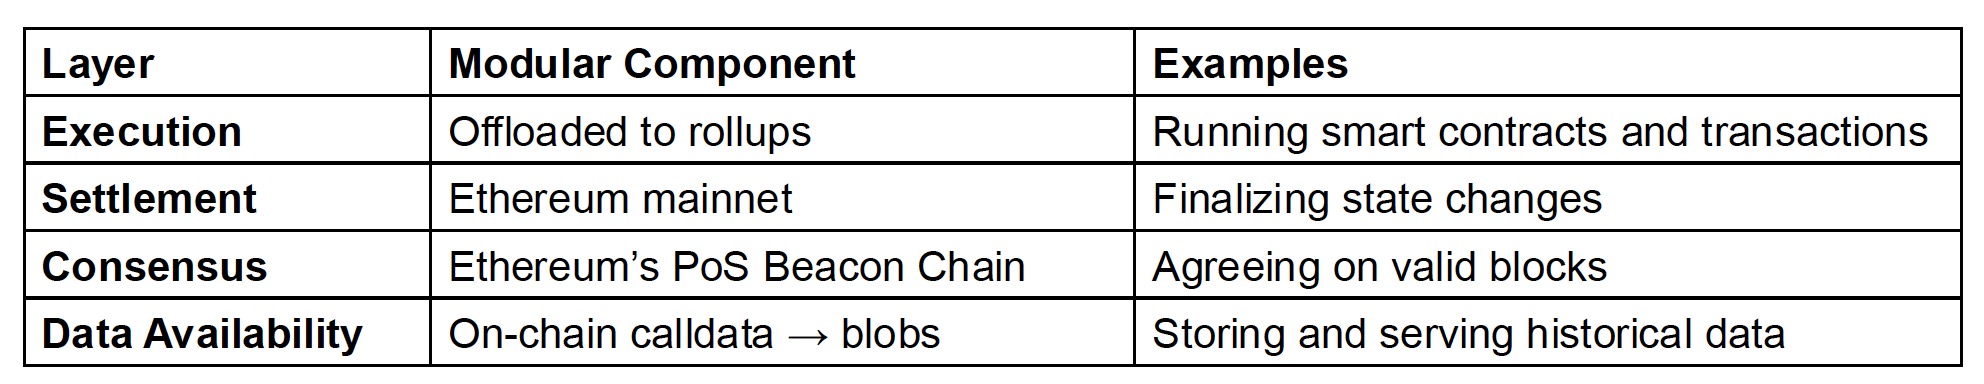 Layer Modular Component Examples
Execution Offloaded to rollups Running smart contracts and transactions
Settlement Ethereum mainnet Finalizing state changes
Consensus Ethereum’s PoS Beacon Chain Agreeing on valid blocks
Data Availability On-chain calldata → blobs Storing and serving historical data